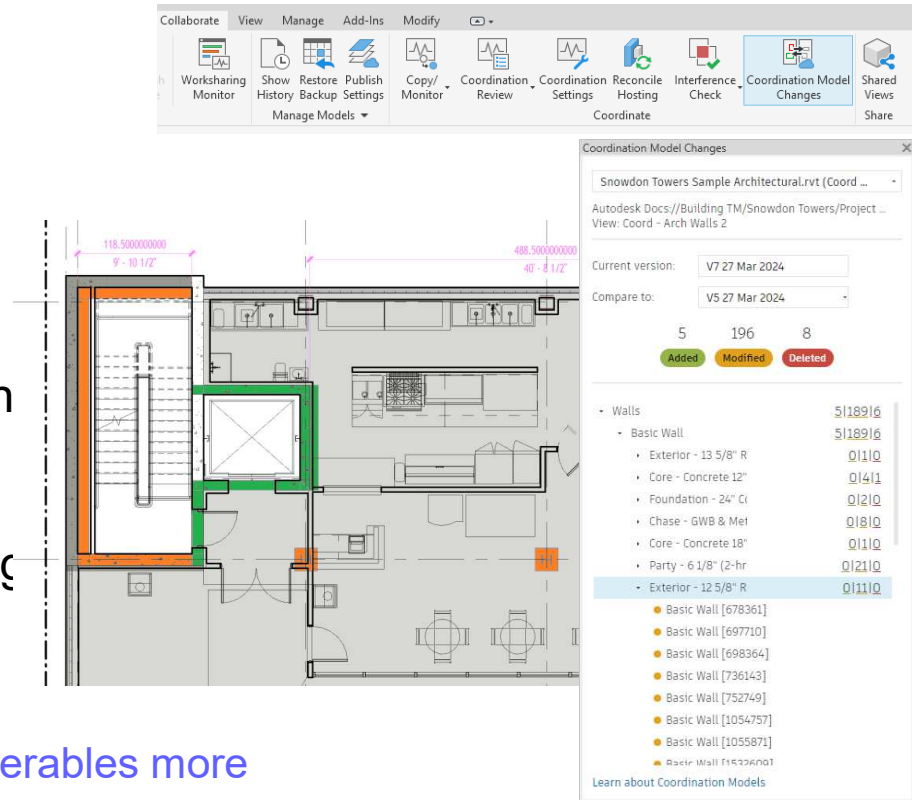 Collaborate View Manage Add-Ins Modify
Worksharing Monitor
Show History
Restore Backup
Publish Settings
Copy/ Monitor
Coordination Review
Coordination Settings
Reconcile Hosting
Interference Check
Coordination Model Changes
Shared Views
Manage Models
Coordinate
Share
Coordination Model Changes
Snowdon Towers Sample Architectural.rvt (Coord ...
Autodesk Docs://Building TM/Snowdon Towers/Project ...
View: Coord - Arch Walls 2
Current version: V7 27 Mar 2024
Compare to: V5 27 Mar 2024
5 196 8
Added Modified Deleted
Walls 5|189|6
Basic Wall 5|189|6
Exterior - 13 5/8" R 0|1|0
Core - Concrete 12" 0|4|1
Foundation - 24" Co 0|2|0
Chase - GWB & Met 0|8|0
Core - Concrete 18" 0|1|0
Party - 6 1/8" (2-hr 0|21|0
Exterior - 12 5/8" R 0|11|0
Basic Wall [678361]
Basic Wall [697710]
Basic Wall [698364]
Basic Wall [736143]
Basic Wall [752749]
Basic Wall [1054757]
Basic Wall [1055871]
Basic Wall [1532609]
Learn about Coordination Models
118.5000000000
9' - 10 1/2"
488.5000000000
40' - 8 1/2"
erables more